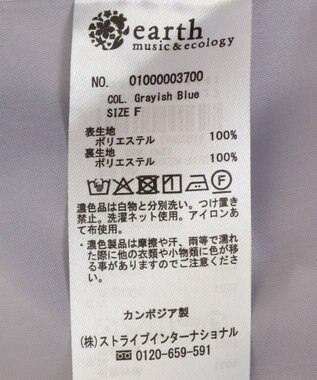 earth
music&ecology
NO. 01000003700
COL. Grayish Blue
SIZE F
表生地
ポリエステル 100%
裏生地
ポリエステル 100%
濃色品は白物と分別洗い。つけ置
き禁止。洗濯ネット使用。アイロンあ
て布使用。
・濃色製品は摩擦や汗、雨等で濡れ
た際に他の衣類や小物類に色が移
る事がありますのでご注意くださ
い。
カンボジア製
(株)ストライプインターナショナル
0120-659-591